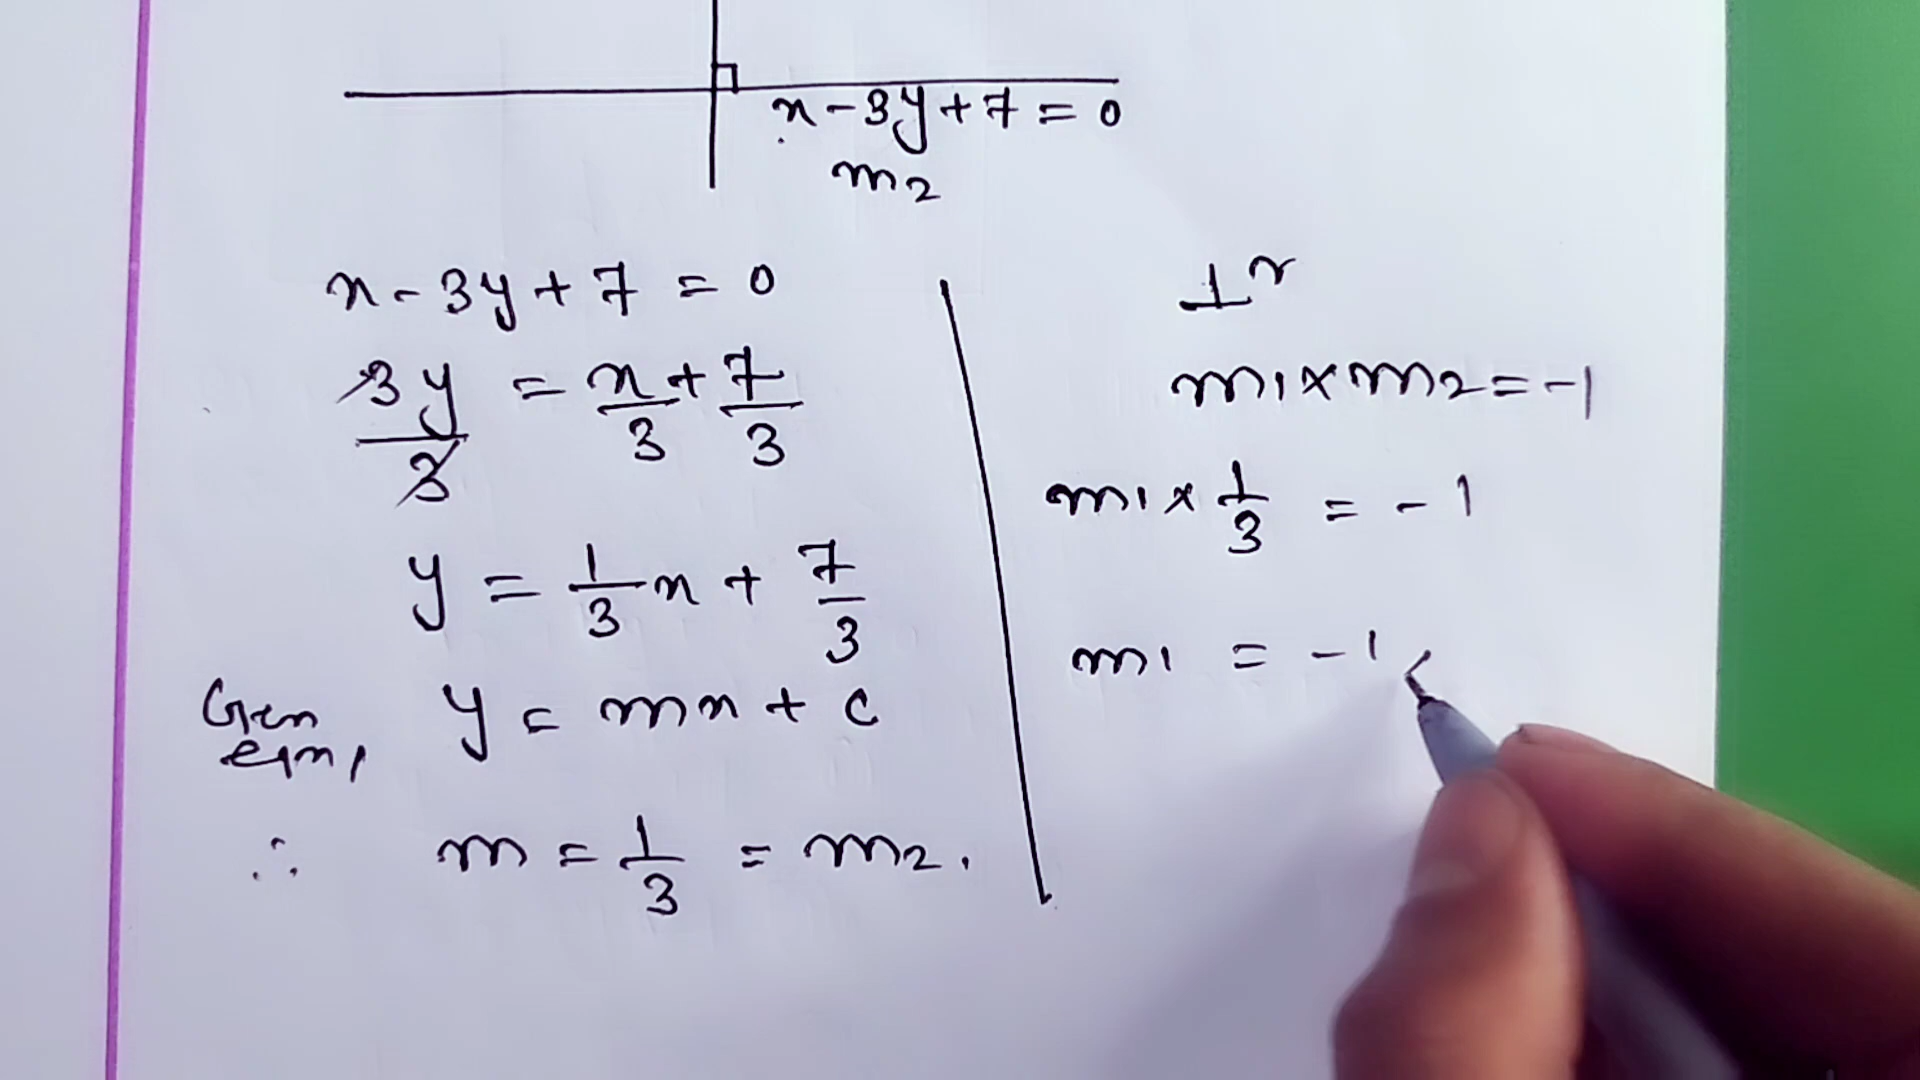 x - 3y + 7 = 0
m2
x - 3y + 7 = 0
3y/3 = x/3 + 7/3
y = 1/3 x + 7/3
Gen eqn, y = mx + c
∴ m = 1/3 = m2.
⊥r
m1 × m2 = -1
m1 × 1/3 = -1
m1 = -1